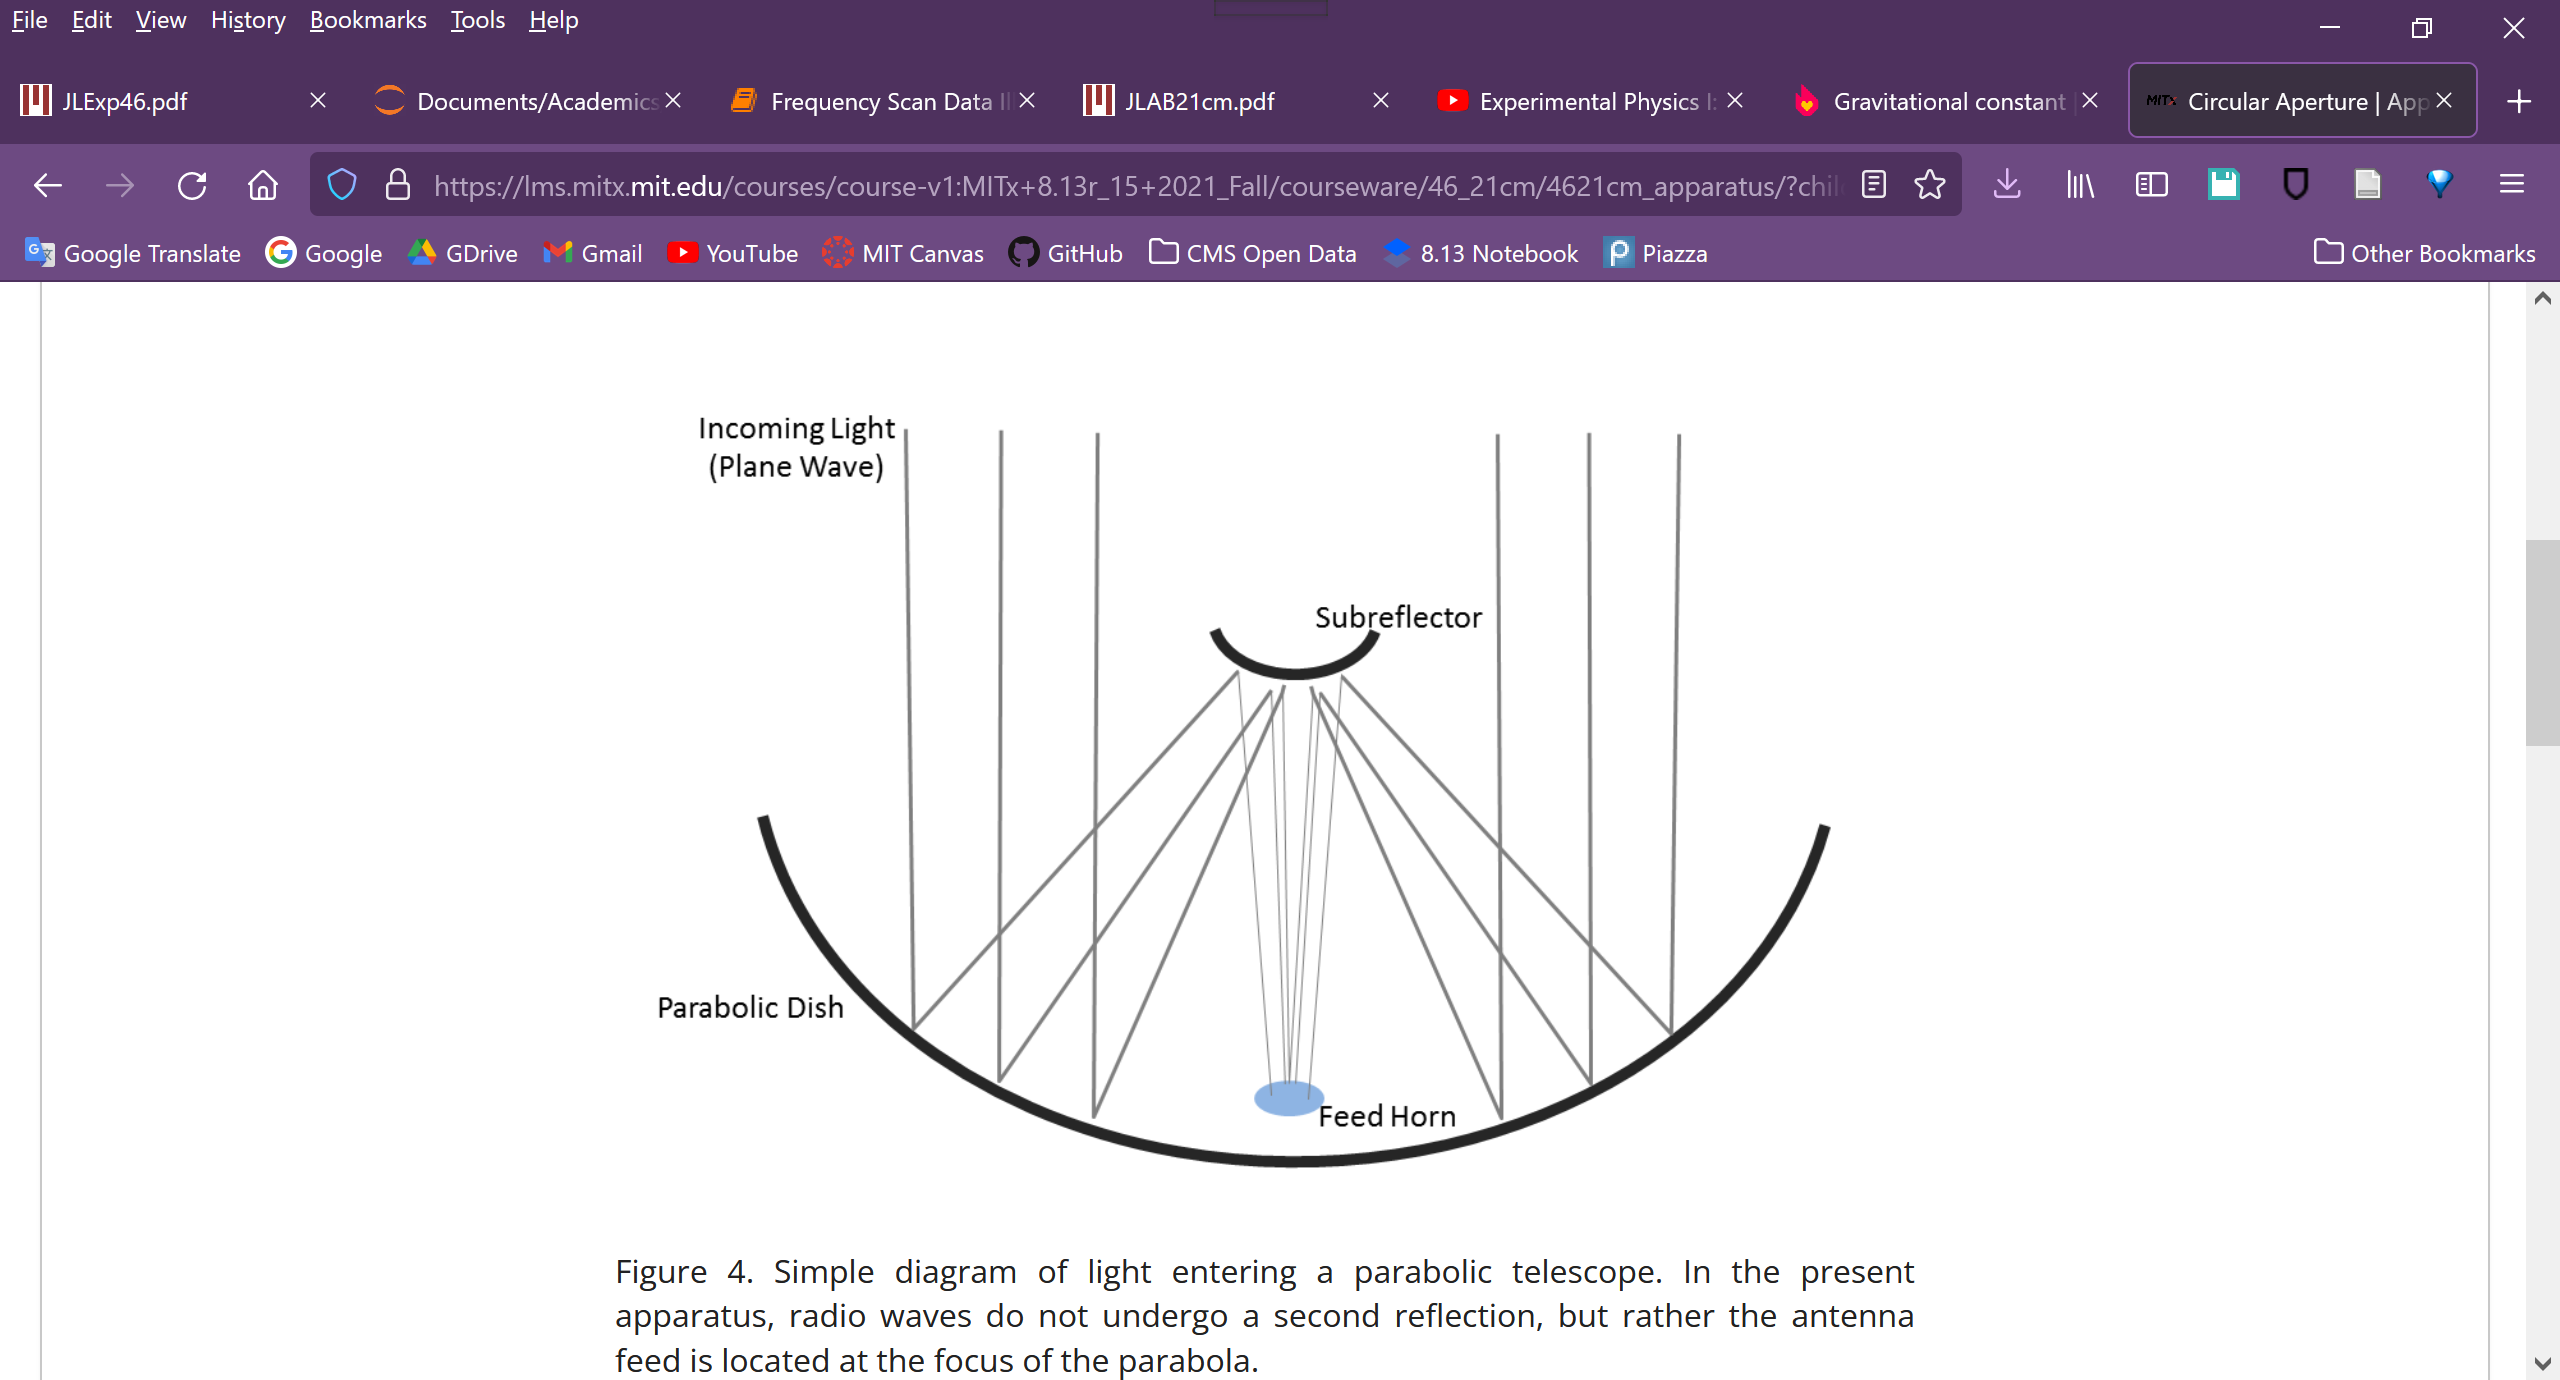 File Edit View History Bookmarks Tools Help
JLExp46.pdf Documents/Academics Frequency Scan Data JLAB21cm.pdf Experimental Physics I: Gravitational constant MITx Circular Aperture | App
https://lms.mitx.mit.edu/courses/course-v1:MITx+8.13r_15+2021_Fall/courseware/46_21cm/4621cm_apparatus/?chil
Google Translate Google GDrive Gmail YouTube MIT Canvas GitHub CMS Open Data 8.13 Notebook Piazza Other Bookmarks
Incoming Light
(Plane Wave)
Subreflector
Parabolic Dish
Feed Horn
Figure 4. Simple diagram of light entering a parabolic telescope. In the present
apparatus, radio waves do not undergo a second reflection, but rather the antenna
feed is located at the focus of the parabola.